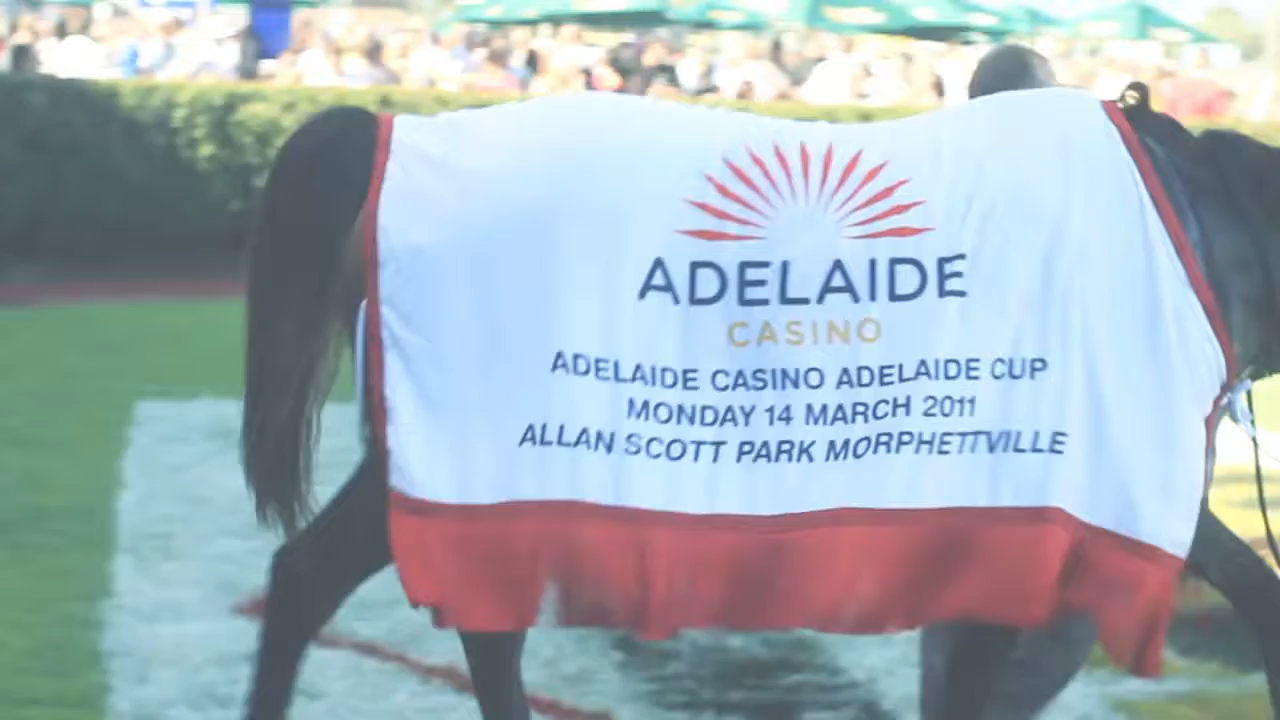 ADELAIDE
CASINO
ADELAIDE CASINO ADELAIDE CUP
MONDAY 14 MARCH 2011
ALLAN SCOTT PARK MORPHETTVILLE